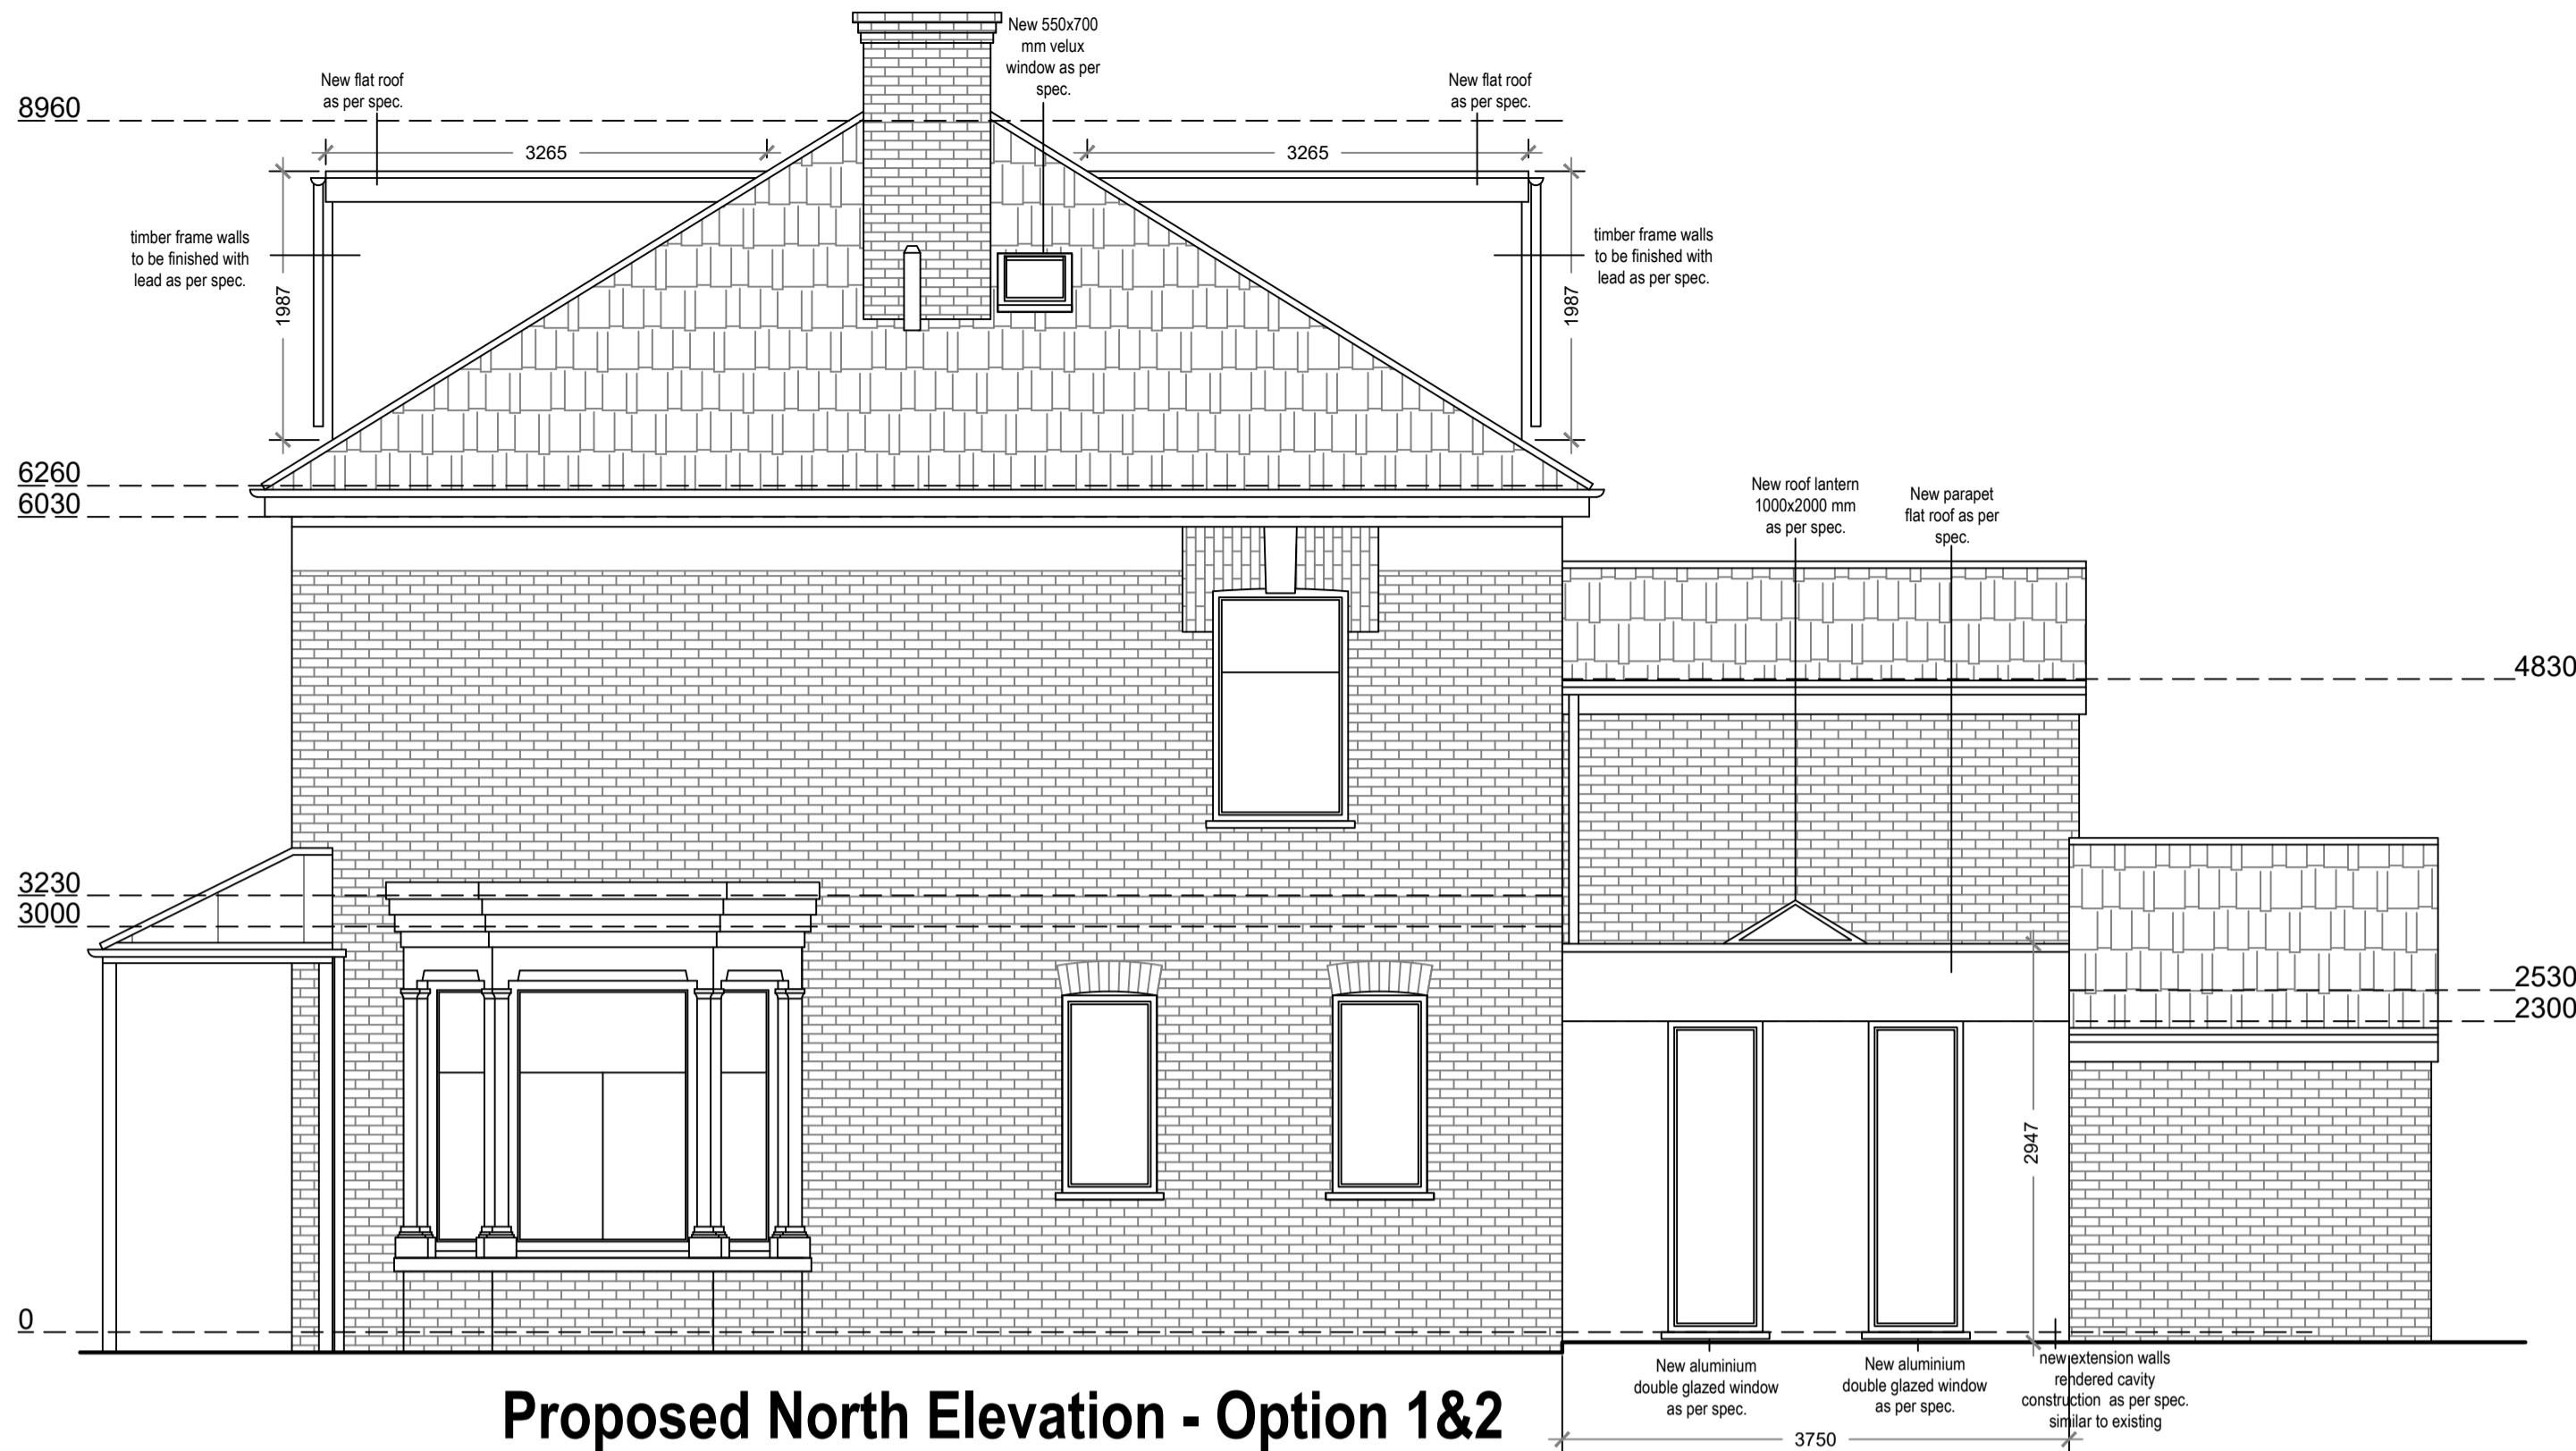 New 550x700
mm velux
window as per
spec.
New flat roof
as per spec.
New flat roof
as per spec.
8960
3265
3265
timber frame walls
to be finished with
lead as per spec.
timber frame walls
to be finished with
lead as per spec.
1987
1987
6260
6030
New roof lantern
1000x2000 mm
as per spec.
New parapet
flat roof as per
spec.
4830
3230
3000
2530
2300
2947
0
New aluminium
double glazed window
as per spec.
New aluminium
double glazed window
as per spec.
new extension walls
rendered cavity
construction as per spec.
similar to existing
Proposed North Elevation - Option 1&2
3750